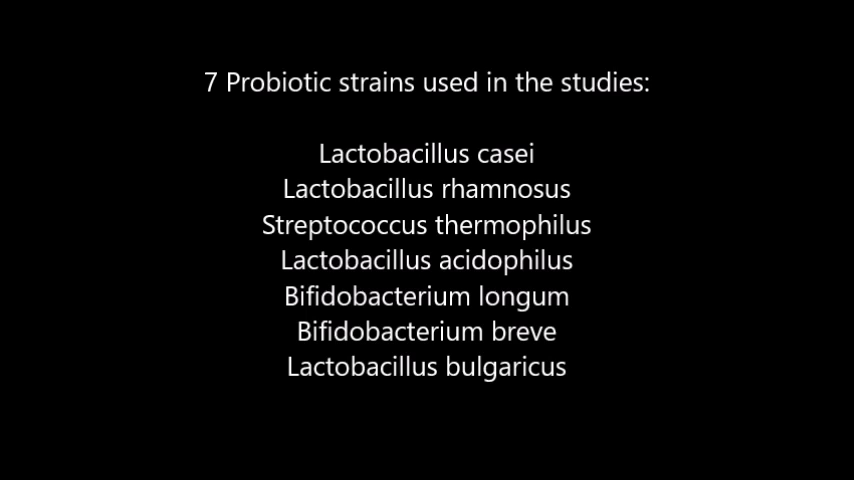 7 Probiotic strains used in the studies:
Lactobacillus casei
Lactobacillus rhamnosus
Streptococcus thermophilus
Lactobacillus acidophilus
Bifidobacterium longum
Bifidobacterium breve
Lactobacillus bulgaricus